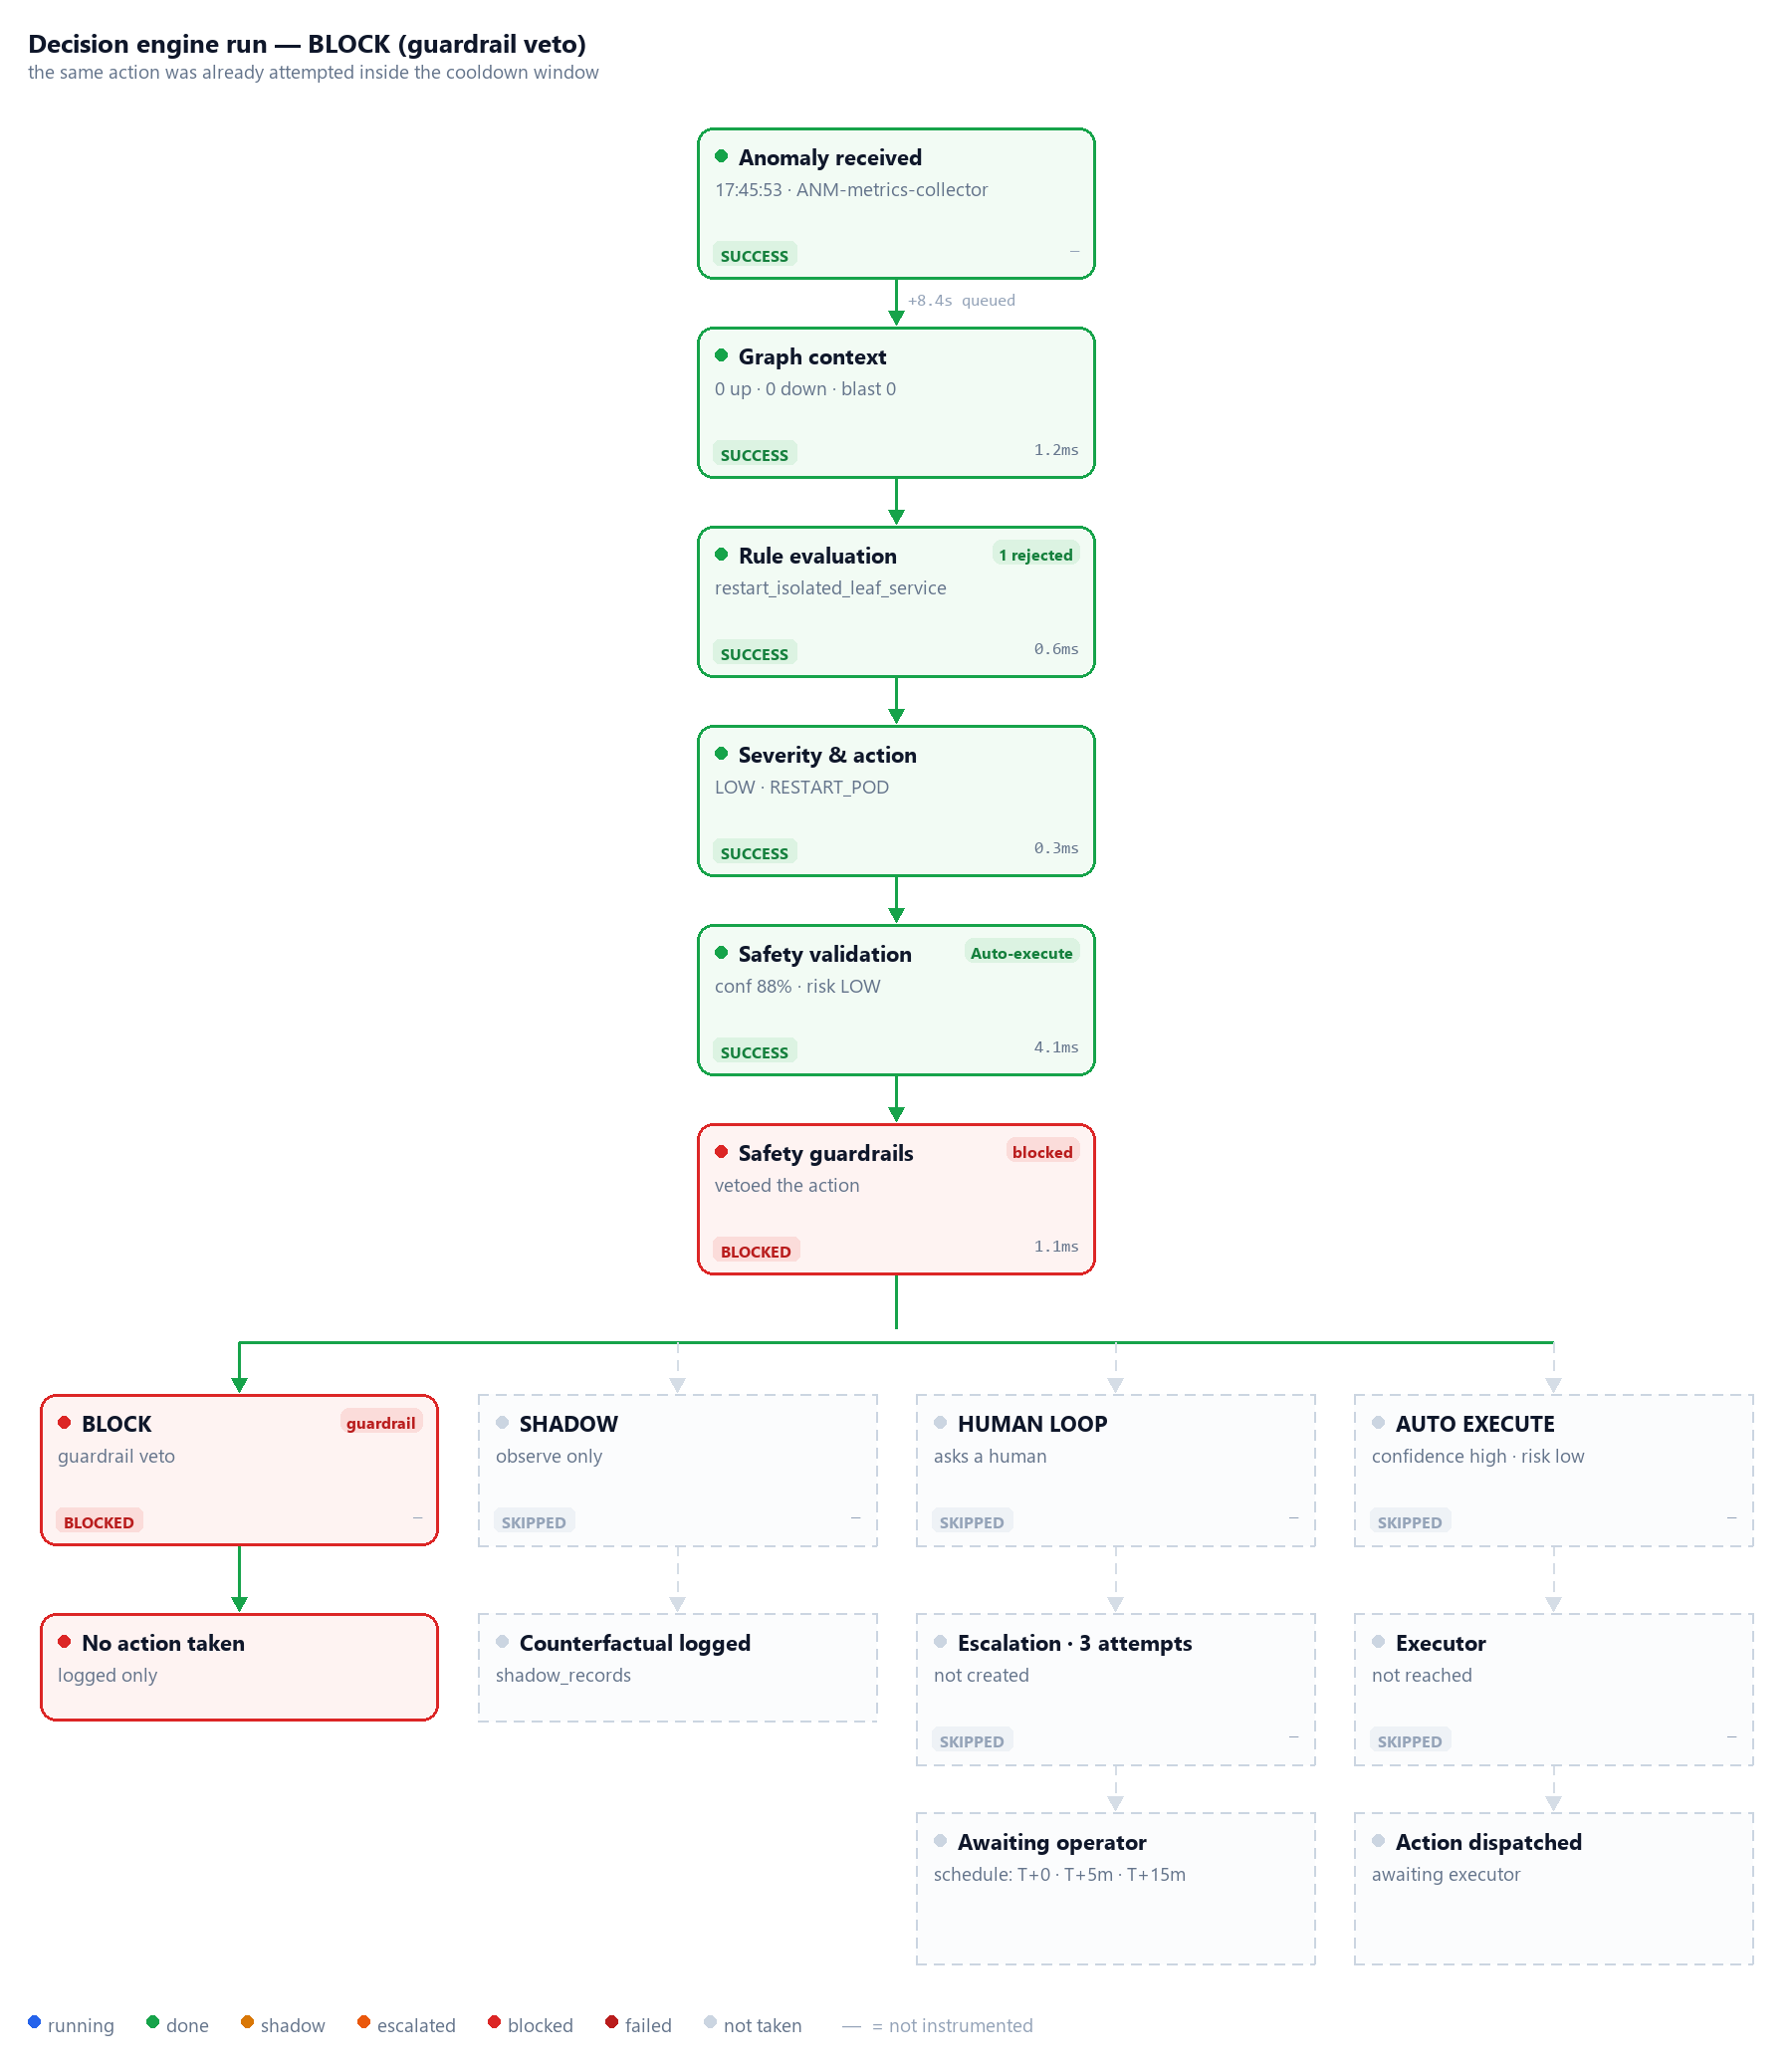 Decision engine run — BLOCK (guardrail veto)
the same action was already attempted inside the cooldown window
Anomaly received
17:45:53 · ANM-metrics-collector
SUCCESS —
+8.4s queued
Graph context
0 up · 0 down · blast 0
SUCCESS 1.2ms
Rule evaluation 1 rejected
restart_isolated_leaf_service
SUCCESS 0.6ms
Severity & action
LOW · RESTART_POD
SUCCESS 0.3ms
Safety validation Auto-execute
conf 88% · risk LOW
SUCCESS 4.1ms
Safety guardrails blocked
vetoed the action
BLOCKED 1.1ms
BLOCK guardrail
guardrail veto
BLOCKED —
SHADOW
observe only
SKIPPED —
HUMAN LOOP
asks a human
SKIPPED —
AUTO EXECUTE
confidence high · risk low
SKIPPED —
No action taken
logged only
Counterfactual logged
shadow_records
Escalation · 3 attempts
not created
SKIPPED —
Executor
not reached
SKIPPED —
Awaiting operator
schedule: T+0 · T+5m · T+15m
Action dispatched
awaiting executor
running done shadow escalated blocked failed not taken — = not instrumented